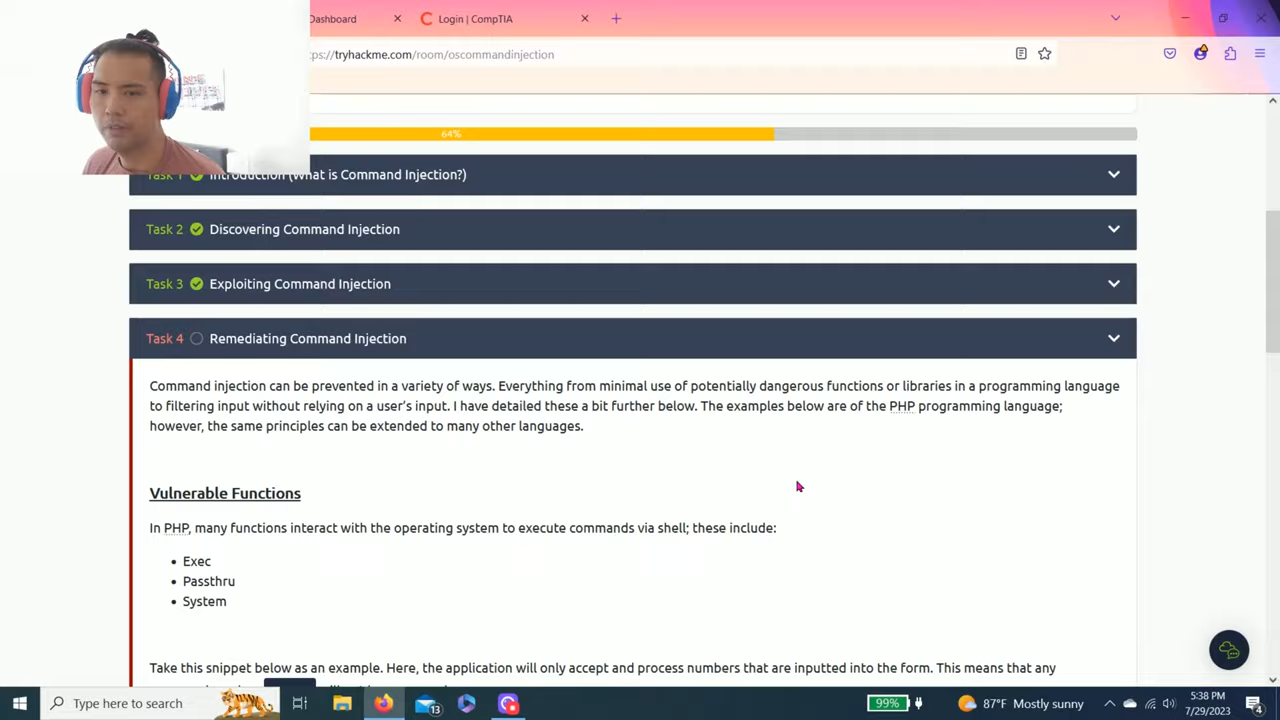 Dashboard
Login | CompTIA
ps://tryhackme.com/room/oscommandinjection
64%
Task 1 Introduction (What is Command Injection?)
Task 2 Discovering Command Injection
Task 3 Exploiting Command Injection
Task 4 Remediating Command Injection
Command injection can be prevented in a variety of ways. Everything from minimal use of potentially dangerous functions or libraries in a programming language
to filtering input without relying on a user's input. I have detailed these a bit further below. The examples below are of the PHP programming language;
however, the same principles can be extended to many other languages.
Vulnerable Functions
In PHP, many functions interact with the operating system to execute commands via shell; these include:
• Exec
• Passthru
• System
Take this snippet below as an example. Here, the application will only accept and process numbers that are inputted into the form. This means that any
Type here to search
13
99%
87°F Mostly sunny
5:38 PM
7/29/2023
4